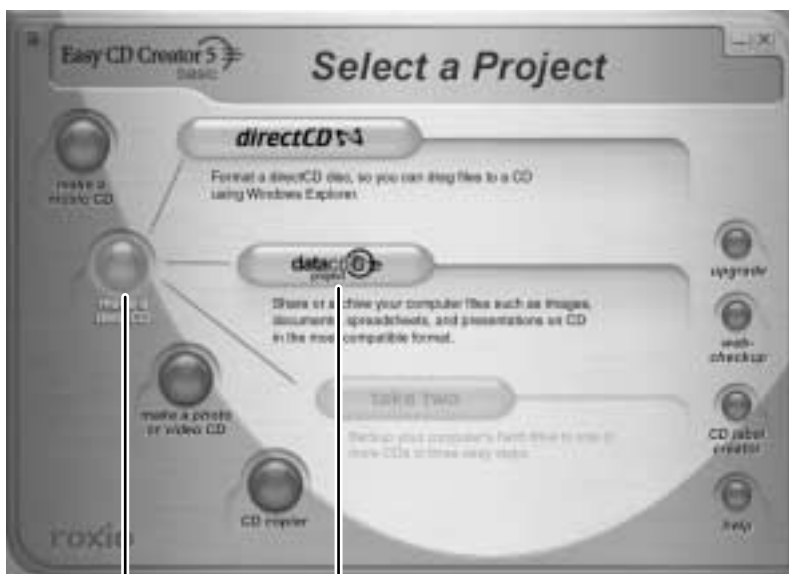 Easy CD Creator 5
basic
Select a Project
make a
music CD
directCD
Format a directCD disc, so you can drag files to a CD
using Windows Explorer.
make a
data CD
datacd
project
Share or archive your computer files such as images,
documents, spreadsheets, and presentations on CD
in the most compatible format.
make a photo
or video CD
take two
Backup your computer's hard drive to one or
more CDs in three easy steps.
CD copier
upgrade
web-
checkup
CD label
creator
help
roxio